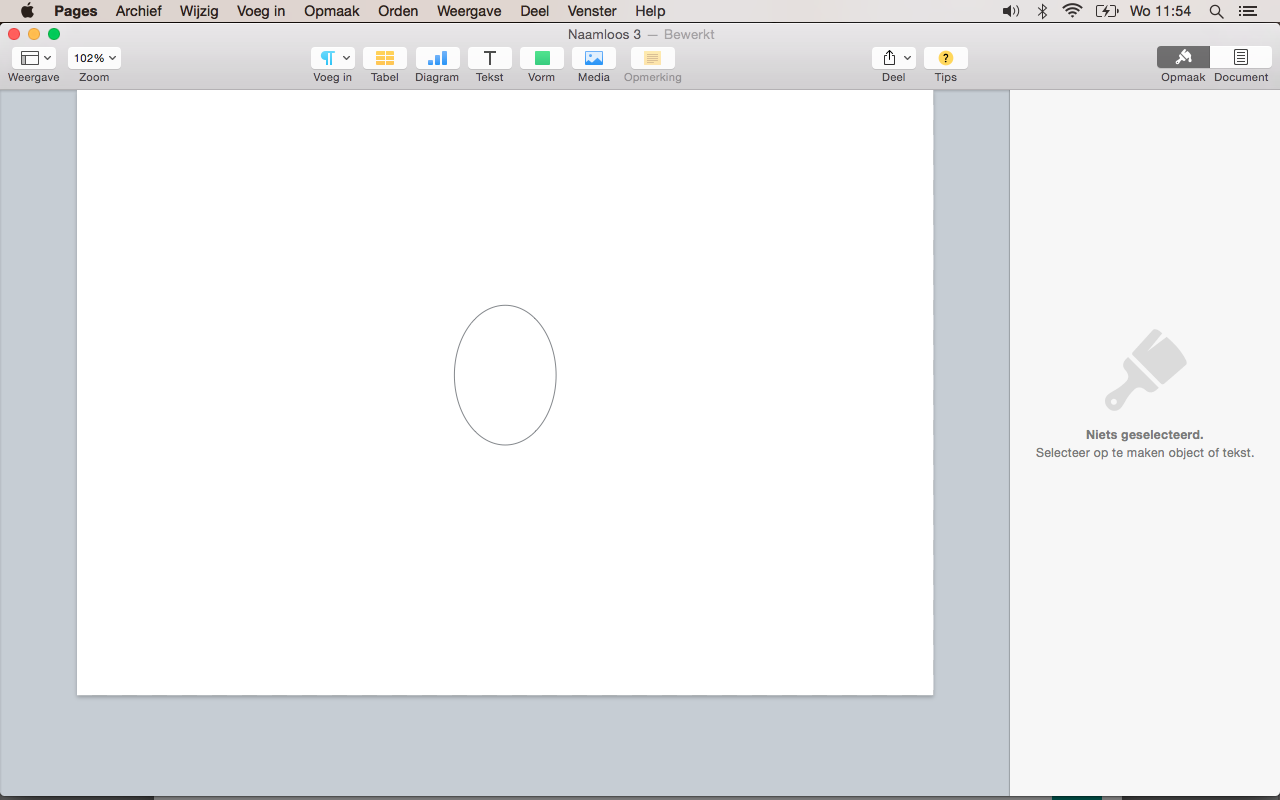 Pages Archief Wijzig Voeg in Opmaak Orden Weergave Deel Venster Help Wo 11:54
Naamloos 3 — Bewerkt
102% ?
Weergave Zoom Voeg in Tabel Diagram Tekst Vorm Media Opmerking Deel Tips Opmaak Document
Niets geselecteerd.
Selecteer op te maken object of tekst.